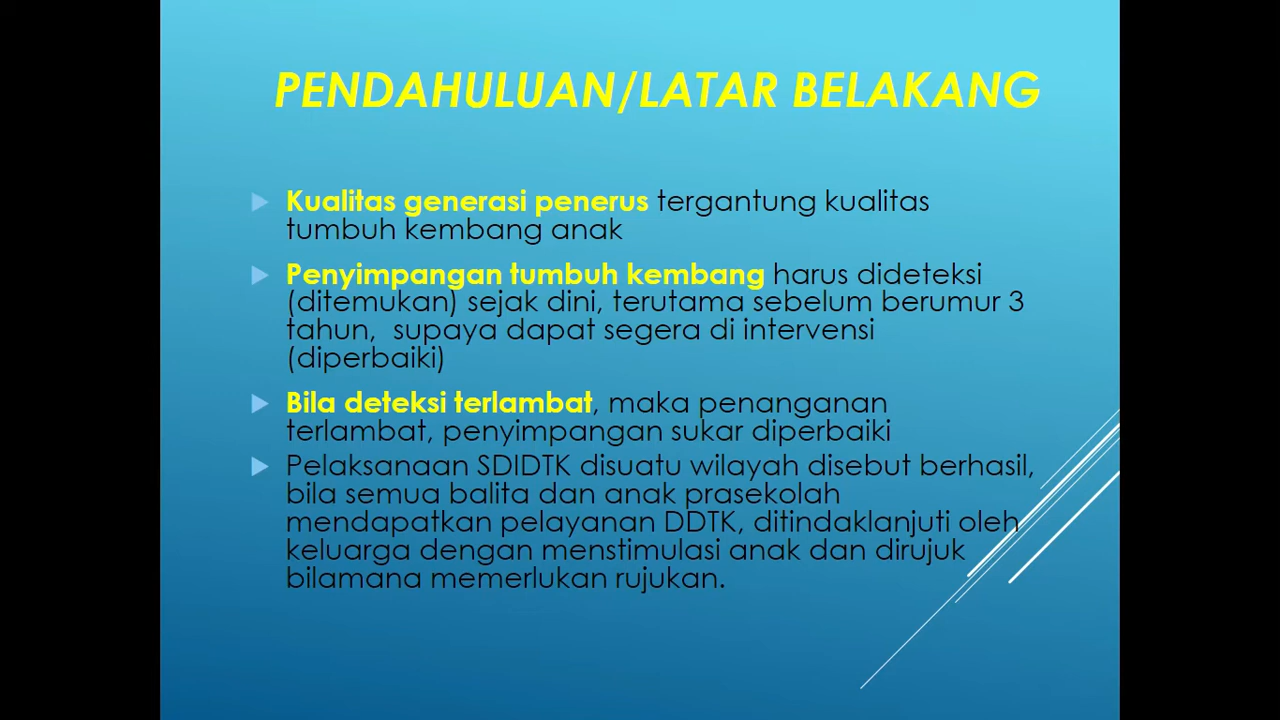 PENDAHULUAN/LATAR BELAKANG
Kualitas generasi penerus tergantung kualitas
tumbuh kembang anak
Penyimpangan tumbuh kembang harus dideteksi
(ditemukan) sejak dini, terutama sebelum berumur 3
tahun,  supaya dapat segera di intervensi
(diperbaiki)
Bila deteksi terlambat, maka penanganan
terlambat, penyimpangan sukar diperbaiki
Pelaksanaan SDIDTK disuatu wilayah disebut berhasil,
bila semua balita dan anak prasekolah
mendapatkan pelayanan DDTK, ditindaklanjuti oleh
keluarga dengan menstimulasi anak dan dirujuk
bilamana memerlukan rujukan.